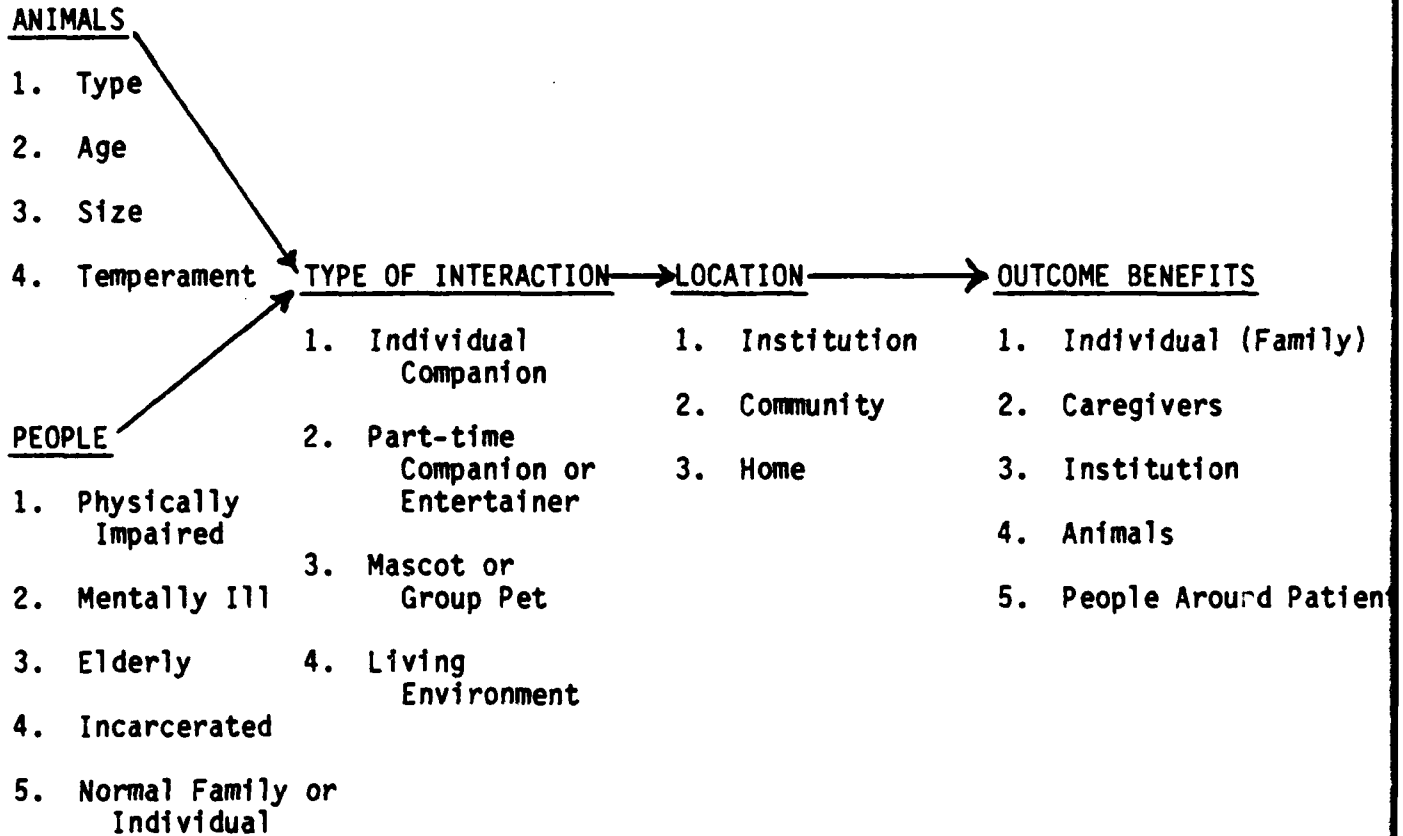 ANIMALS
1. Type
2. Age
3. Size
4. Temperament
PEOPLE
1. Physically
Impaired
2. Mentally Ill
3. Elderly
4. Incarcerated
5. Normal Family or
Individual
TYPE OF INTERACTION
1. Individual
Companion
2. Part-time
Companion or
Entertainer
3. Mascot or
Group Pet
4. Living
Environment
LOCATION
1. Institution
2. Community
3. Home
OUTCOME BENEFITS
1. Individual (Family)
2. Caregivers
3. Institution
4. Animals
5. People Around Patient